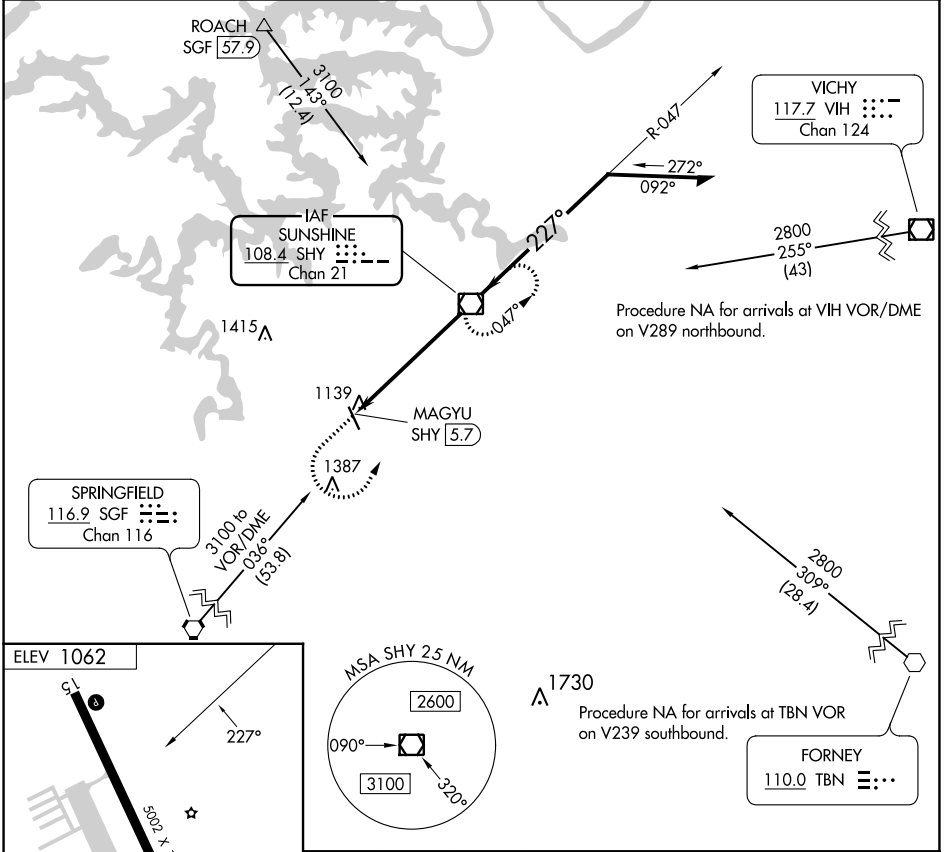 ROACH
SGF 57.9
3100
143°
(12.4)
R-047
VICHY
117.7 VIH
Chan 124
272°
092°
IAF
SUNSHINE
108.4 SHY
Chan 21
227°
2800
255°
(43)
047°
Procedure NA for arrivals at VIH VOR/DME
on V289 northbound.
1415
1139
MAGYU
SHY 5.7
1387
SPRINGFIELD
116.9 SGF
Chan 116
3100 to
VOR/DME
036°
(53.8)
2800
309°
(28.4)
ELEV 1062
15
P
227°
5002 X
MSA SHY 25 NM
2600
090°
3100
320°
1730
Procedure NA for arrivals at TBN VOR
on V239 southbound.
FORNEY
110.0 TBN